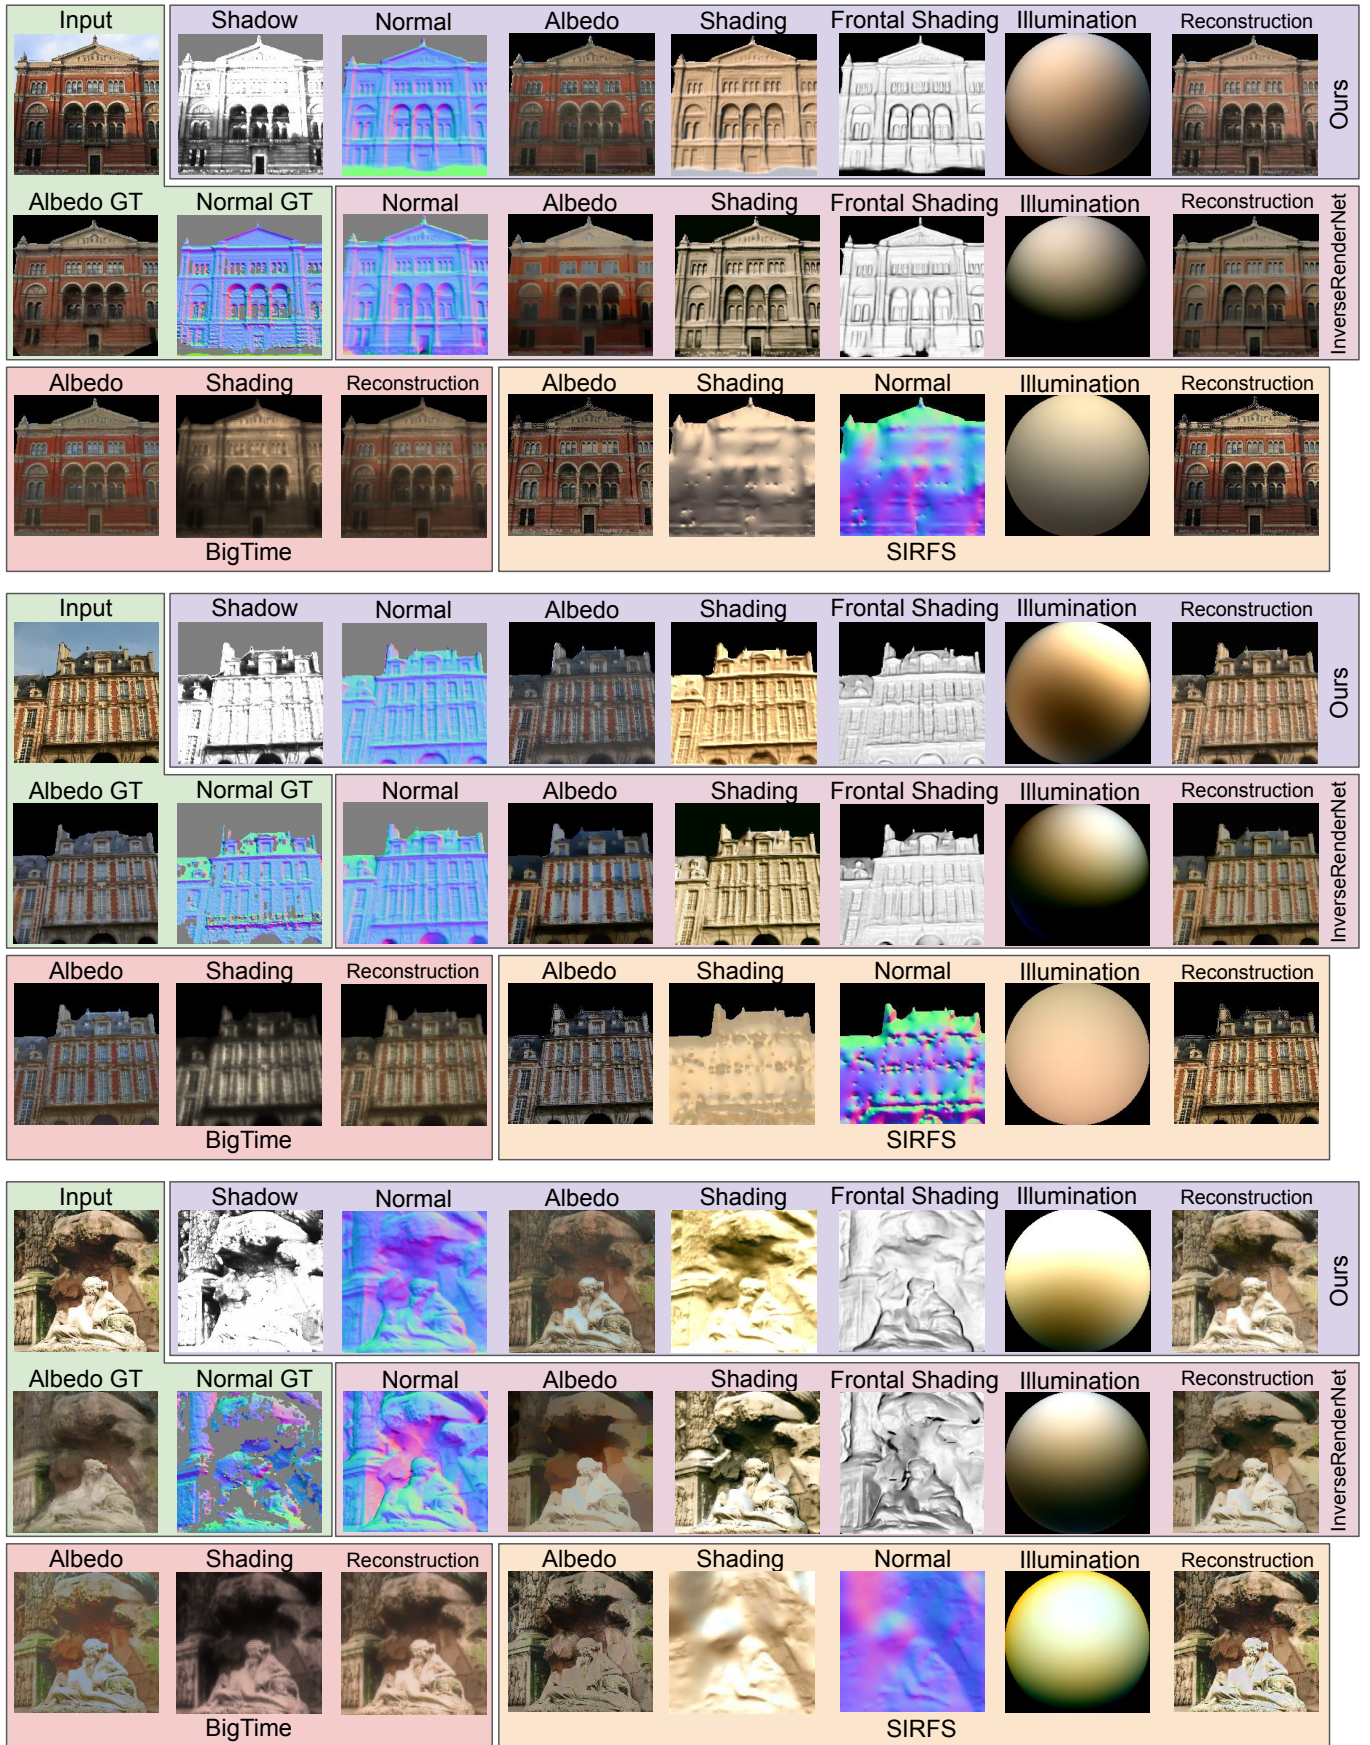 Input Shadow Normal Albedo Shading Frontal Shading Illumination Reconstruction
Ours
Albedo GT Normal GT Normal Albedo Shading Frontal Shading Illumination Reconstruction
InverseRenderNet
Albedo Shading Reconstruction Albedo Shading Normal Illumination Reconstruction
BigTime SIRFS
Input Shadow Normal Albedo Shading Frontal Shading Illumination Reconstruction
Ours
Albedo GT Normal GT Normal Albedo Shading Frontal Shading Illumination Reconstruction
InverseRenderNet
Albedo Shading Reconstruction Albedo Shading Normal Illumination Reconstruction
BigTime SIRFS
Input Shadow Normal Albedo Shading Frontal Shading Illumination Reconstruction
Ours
Albedo GT Normal GT Normal Albedo Shading Frontal Shading Illumination Reconstruction
InverseRenderNet
Albedo Shading Reconstruction Albedo Shading Normal Illumination Reconstruction
BigTime SIRFS